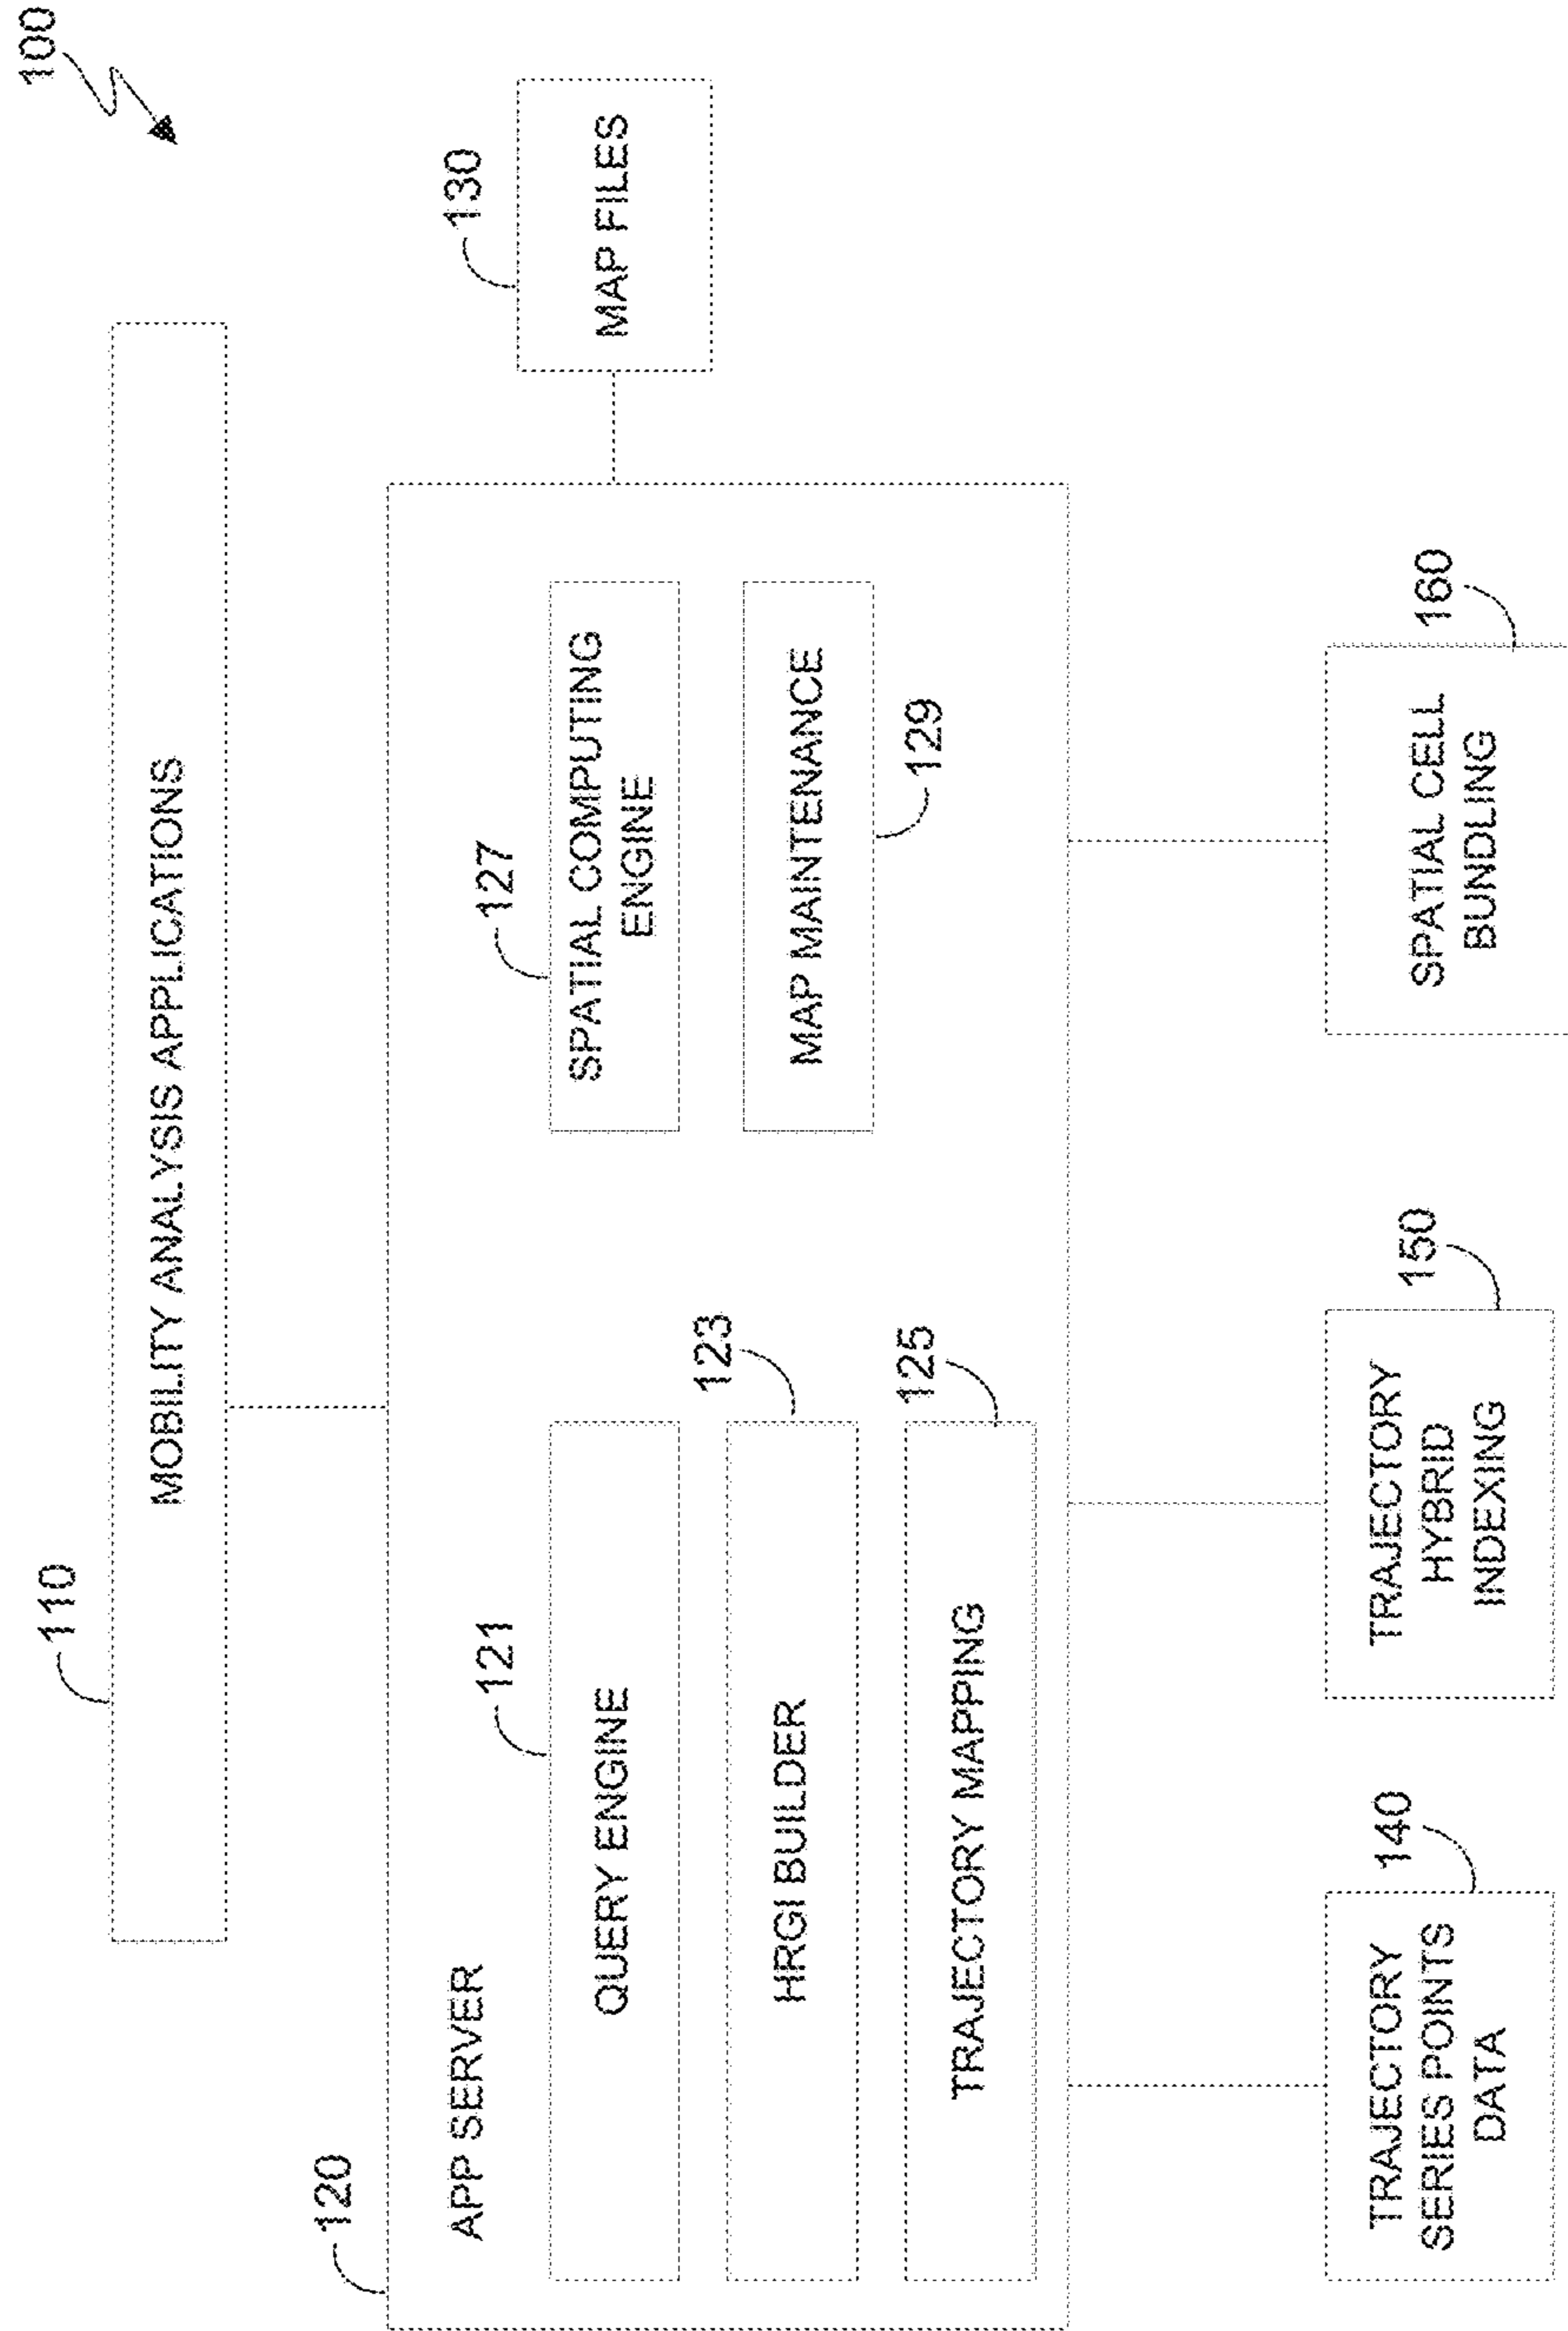 100
110
MOBILITY ANALYSIS APPLICATIONS
120
APP SERVER
121
QUERY ENGINE
123
HRGI BUILDER
125
TRAJECTORY MAPPING
127
SPATIAL COMPUTING
ENGINE
MAP MAINTENANCE
129
130
MAP FILES
140
TRAJECTORY
SERIES POINTS
DATA
150
TRAJECTORY
HYBRID
INDEXING
160
SPATIAL CELL
BUNDLING